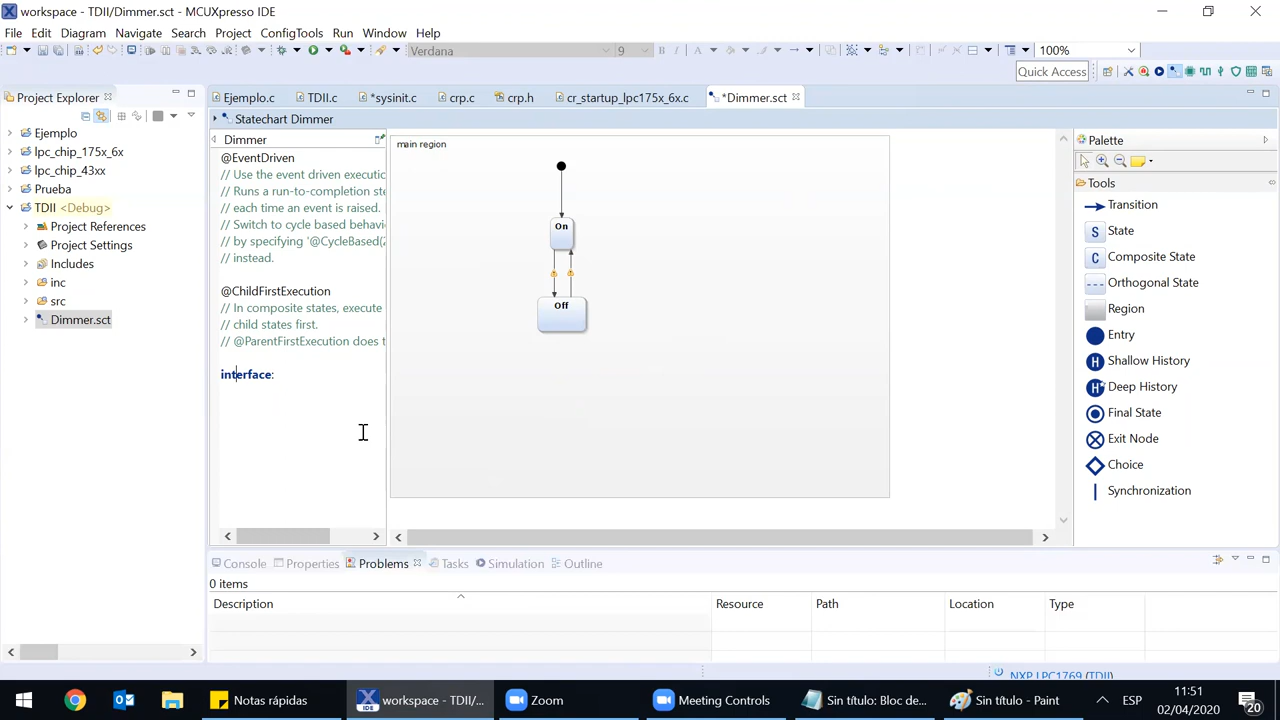 workspace - TDII/Dimmer.sct - MCUXpresso IDE
File Edit Diagram Navigate Search Project ConfigTools Run Window Help
Verdana 9 B I A 100%
Quick Access
Project Explorer
Ejemplo.c TDII.c *sysinit.c crp.c crp.h cr_startup_lpc175x_6x.c *Dimmer.sct
Statechart Dimmer
Ejemplo
lpc_chip_175x_6x
lpc_chip_43xx
Prueba
TDII <Debug>
Project References
Project Settings
Includes
inc
src
Dimmer.sct
Dimmer
@EventDriven
// Use the event driven executic
// Runs a run-to-completion ste
// each time an event is raised.
// Switch to cycle based behavi
// by specifying '@CycleBased(2
// instead.
@ChildFirstExecution
// In composite states, execute
// child states first.
// @ParentFirstExecution does t
interface:
main region
On
Off
Palette
Tools
Transition
S State
C Composite State
Orthogonal State
Region
Entry
H Shallow History
H* Deep History
Final State
Exit Node
Choice
Synchronization
Console Properties Problems Tasks Simulation Outline
0 items
Description Resource Path Location Type
NXP LPC1769 (TDII)
Notas rápidas workspace - TDII/... Zoom Meeting Controls Sin título: Bloc de ... Sin título - Paint ESP 11:51
02/04/2020 20